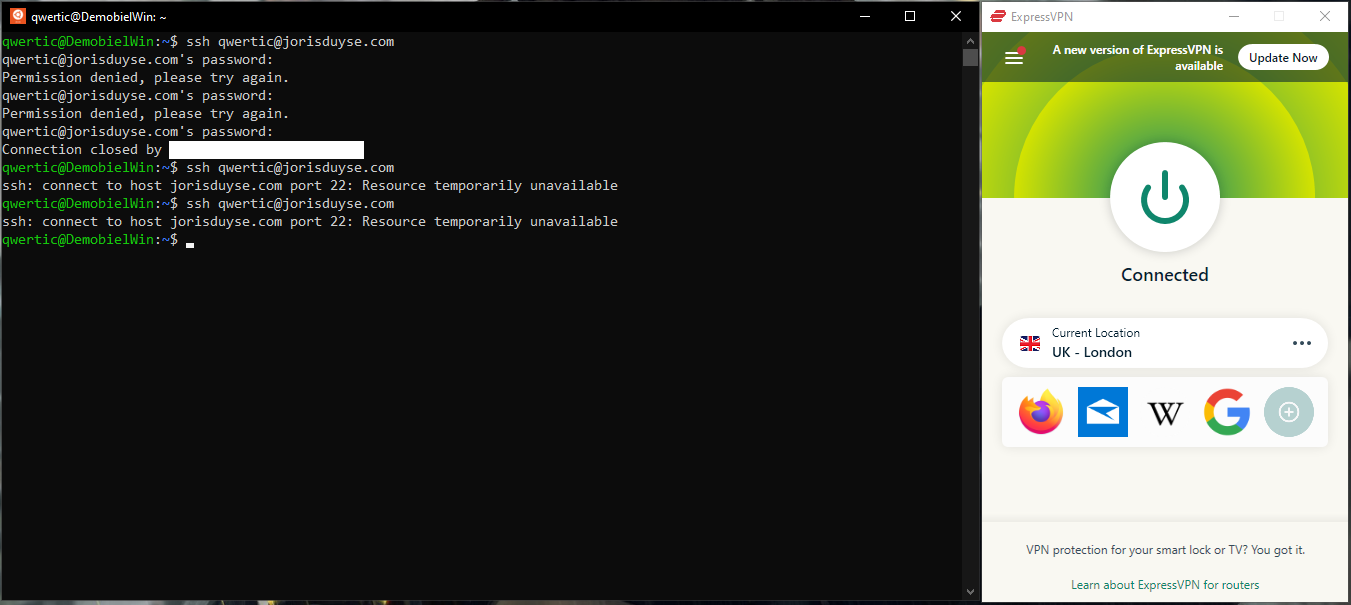 qwertic@DemobielWin: ~
qwertic@DemobielWin:~$ ssh qwertic@jorisduyse.com
qwertic@jorisduyse.com's password:
Permission denied, please try again.
qwertic@jorisduyse.com's password:
Permission denied, please try again.
qwertic@jorisduyse.com's password:
Connection closed by
qwertic@DemobielWin:~$ ssh qwertic@jorisduyse.com
ssh: connect to host jorisduyse.com port 22: Resource temporarily unavailable
qwertic@DemobielWin:~$ ssh qwertic@jorisduyse.com
ssh: connect to host jorisduyse.com port 22: Resource temporarily unavailable
qwertic@DemobielWin:~$
ExpressVPN
A new version of ExpressVPN is
available
Update Now
Connected
Current Location
UK - London
W
G
VPN protection for your smart lock or TV? You got it.
Learn about ExpressVPN for routers